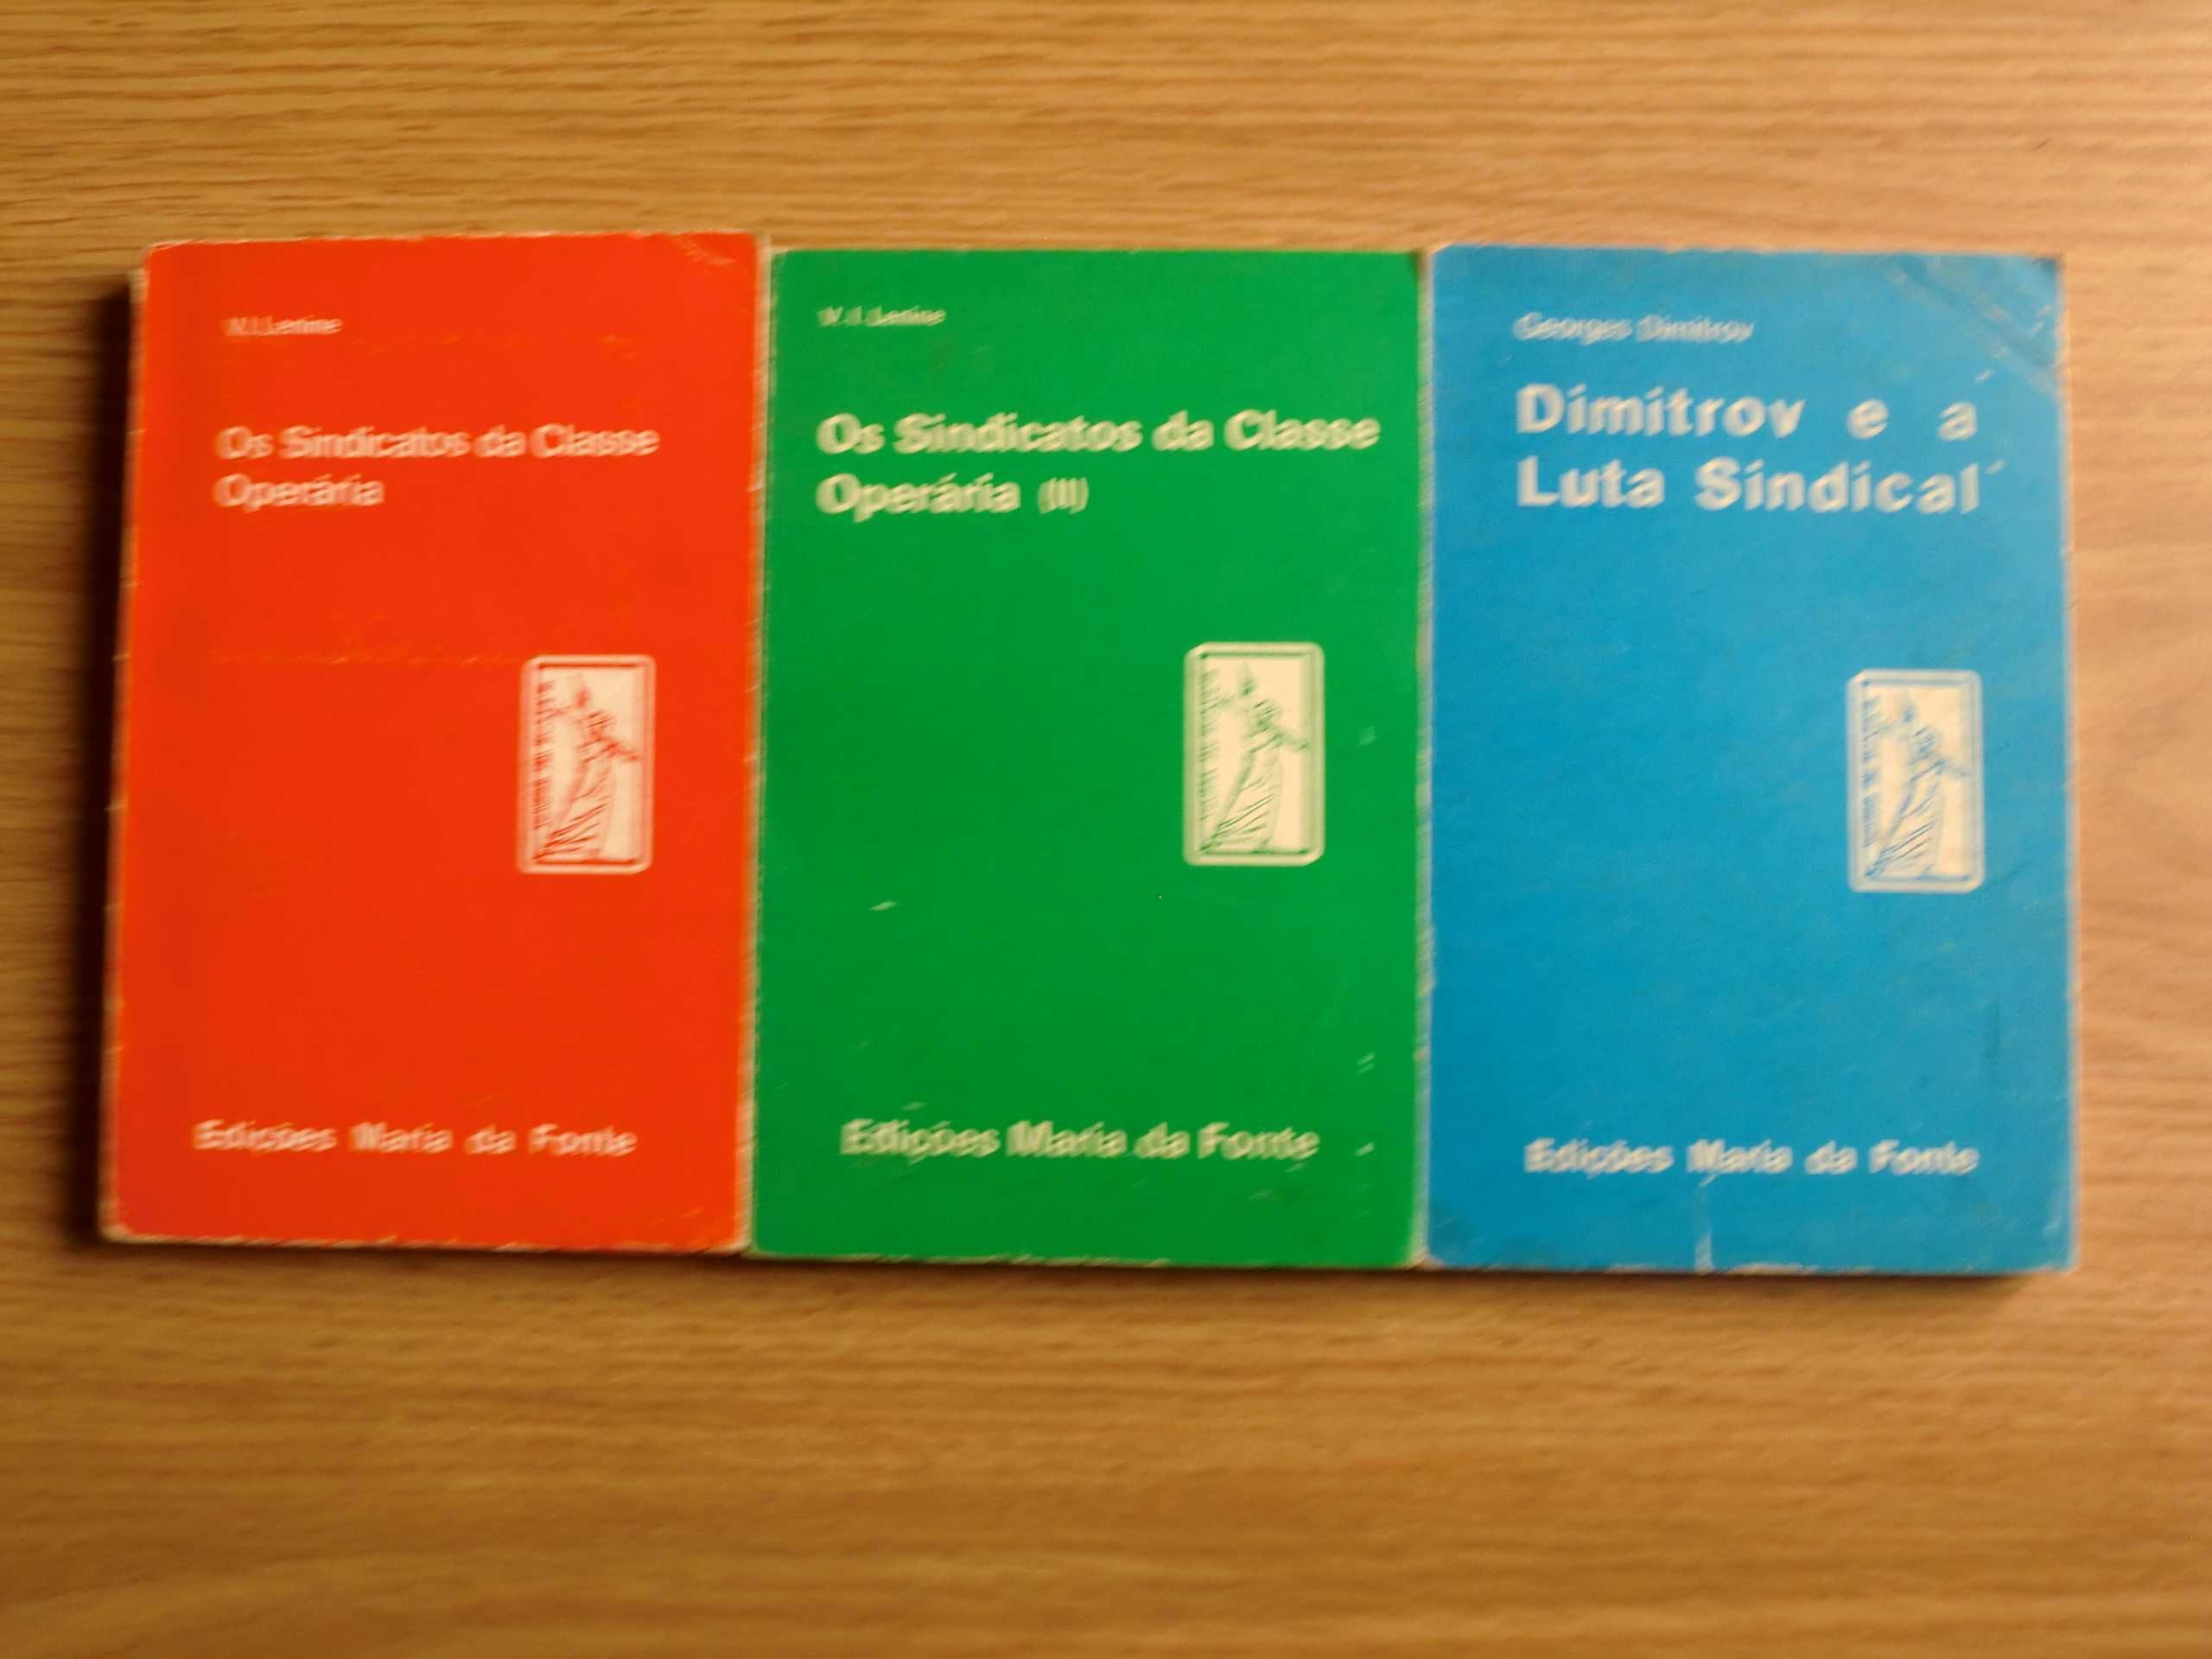 V.I.Lenine
Os Sindicatos da Classe
Operária
Edições Maria da Fonte
V.I.Lenine
Os Sindicatos da Classe
Operária (II)
Edições Maria da Fonte
Georges Dimitrov
Dimitrov e a
Luta Sindical
Edições Maria da Fonte